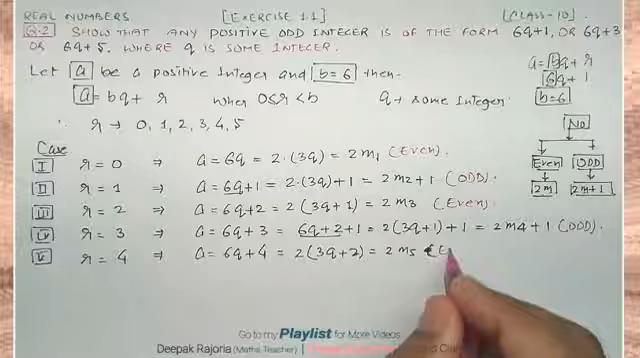 REAL NUMBERS [EXERCISE 1.1] [CLASS-10]
Q.2 SHOW THAT ANY POSITIVE ODD INTEGER IS OF THE FORM 6q+1, OR 6q+3
OR 6q+5. WHERE q IS SOME INTEGER.
a=bq+r
6q+1
b=6
Let a be a positive Integer and b=6 then-
a=bq+r when 0≤r<b q→ some Integer
∴ r → 0, 1, 2, 3, 4, 5
NO
Even ODD
2m 2m+1
Case
I r = 0 ⇒ a = 6q = 2·(3q) = 2m1 (Even).
II r = 1 ⇒ a = 6q+1 = 2·(3q)+1 = 2m2+1 (ODD).
III r = 2 ⇒ a = 6q+2 = 2(3q+1) = 2m3 (Even).
IV r = 3 ⇒ a = 6q+3 = 6q+2+1 = 2(3q+1)+1 = 2m4+1 (ODD).
V r = 4 ⇒ a = 6q+4 = 2(3q+2) = 2m5 (E
Go to my Playlist for More Videos
Deepak Rajoria (Maths Teacher) |